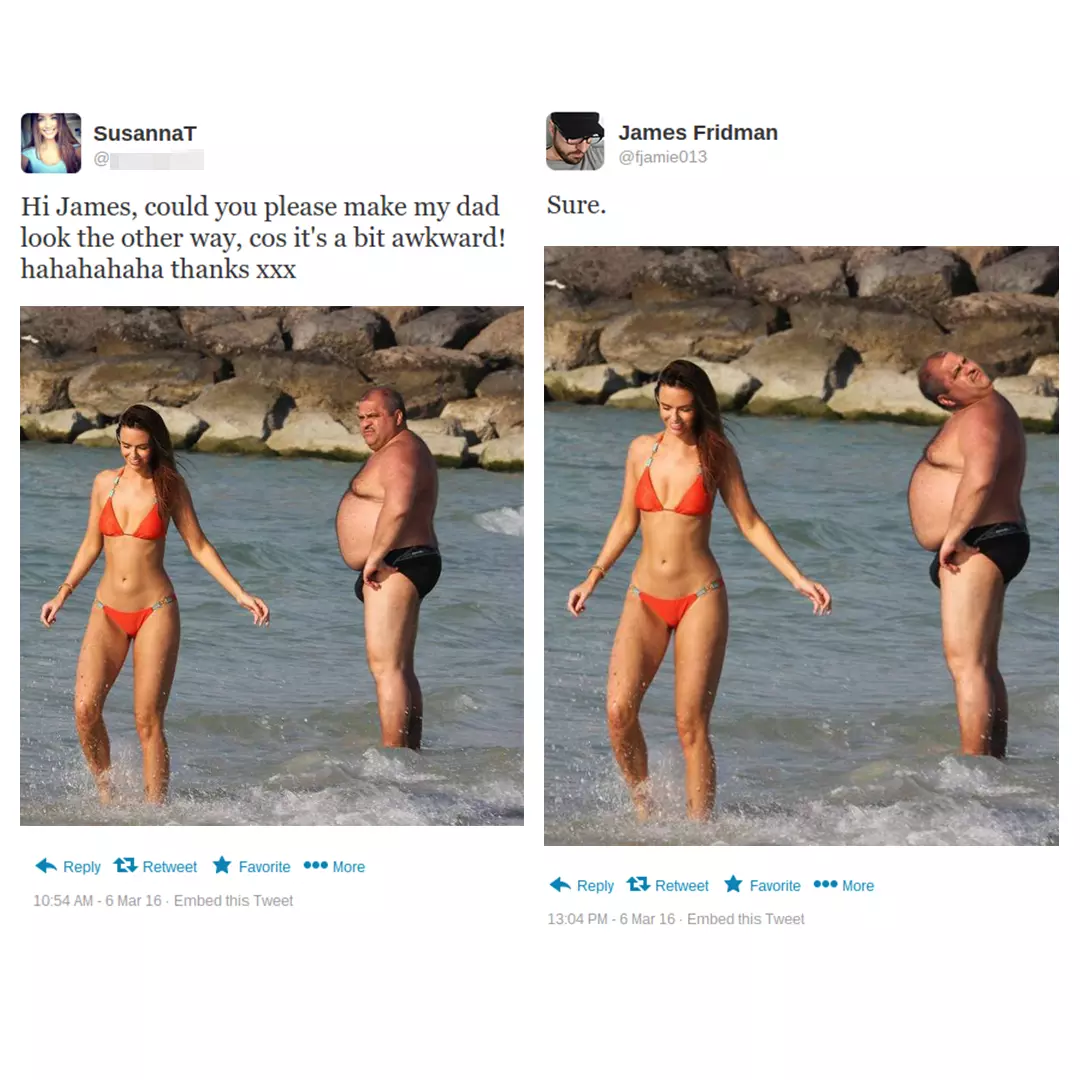 SusannaT
@
Hi James, could you please make my dad
look the other way, cos it's a bit awkward!
hahahahaha thanks xxx
Reply Retweet Favorite More
10:54 AM - 6 Mar 16 · Embed this Tweet
James Fridman
@fjamie013
Sure.
Reply Retweet Favorite More
13:04 PM - 6 Mar 16 · Embed this Tweet